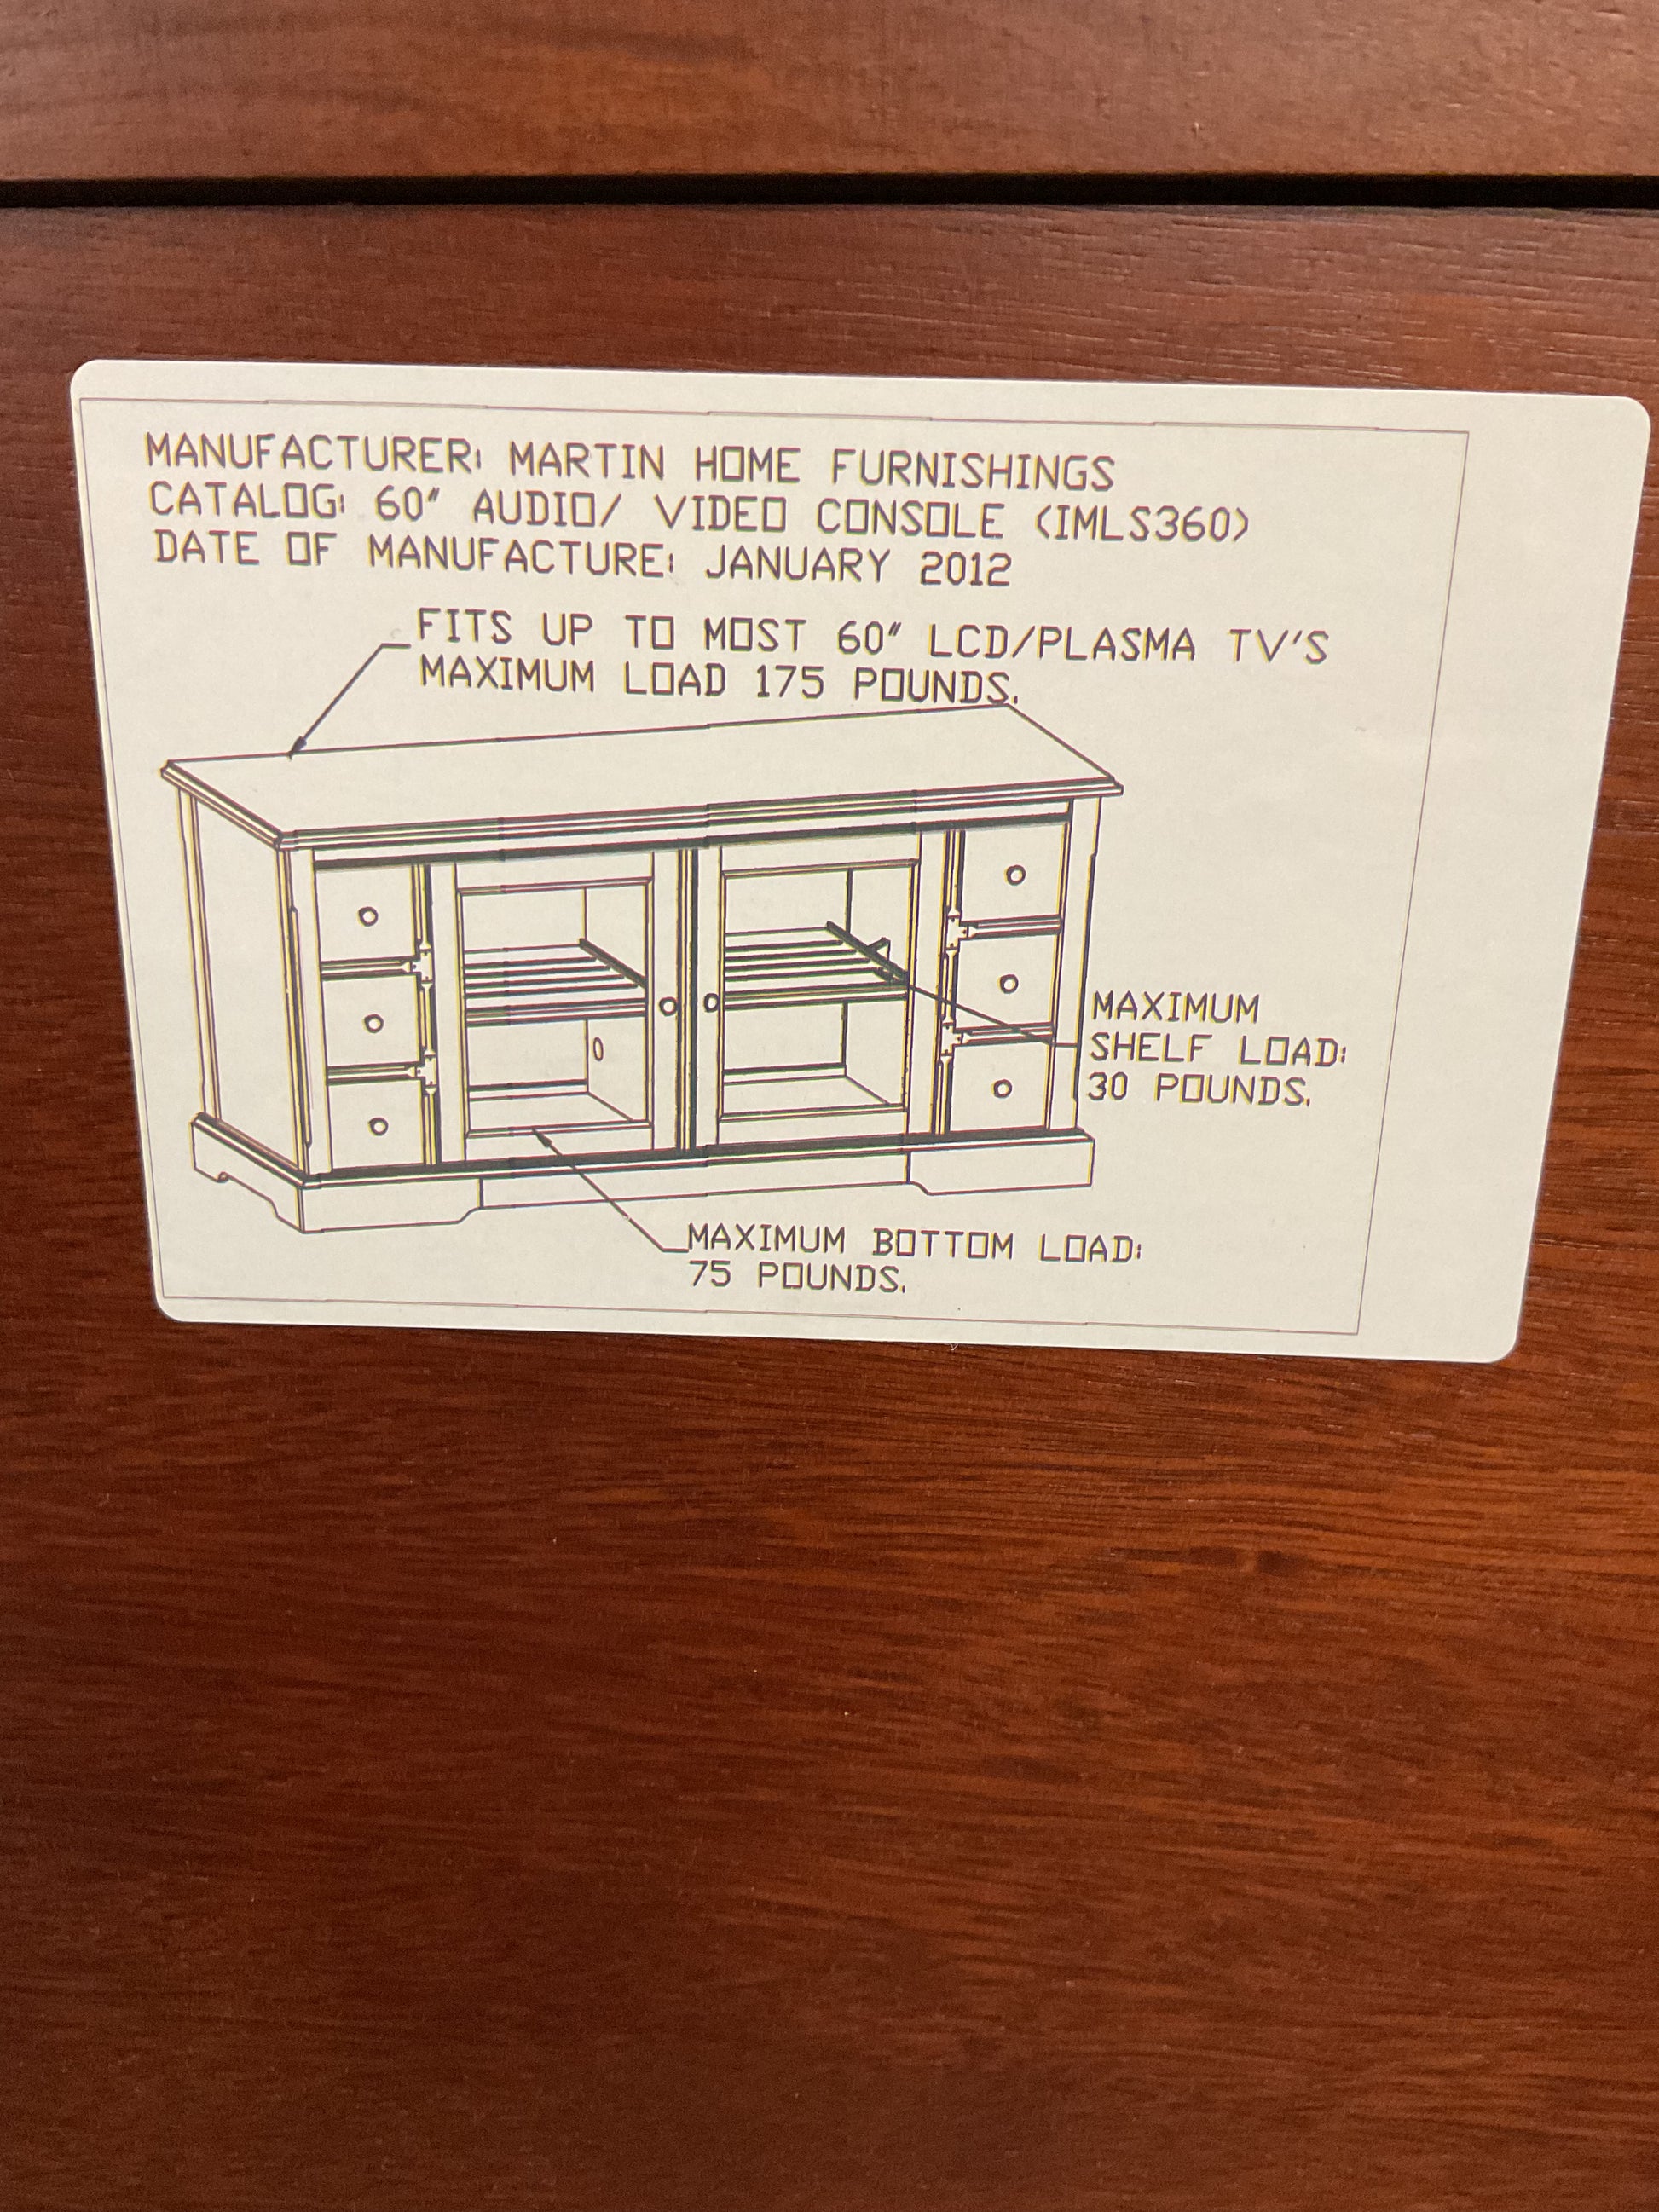 MANUFACTURER: MARTIN HOME FURNISHINGS
CATALOG: 60" AUDIO/ VIDEO CONSOLE (IMLS360)
DATE OF MANUFACTURE: JANUARY 2012
FITS UP TO MOST 60" LCD/PLASMA TV'S
MAXIMUM LOAD 175 POUNDS.
MAXIMUM
SHELF LOAD:
30 POUNDS.
MAXIMUM BOTTOM LOAD:
75 POUNDS.